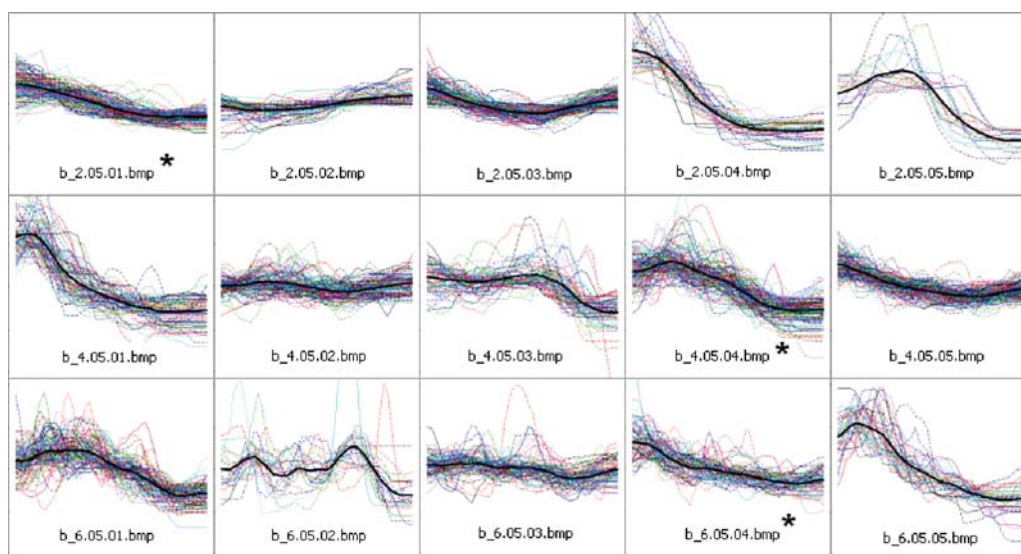 b_2.05.01.bmp *
b_2.05.02.bmp
b_2.05.03.bmp
b_2.05.04.bmp
b_2.05.05.bmp
b_4.05.01.bmp
b_4.05.02.bmp
b_4.05.03.bmp
b_4.05.04.bmp *
b_4.05.05.bmp
b_6.05.01.bmp
b_6.05.02.bmp
b_6.05.03.bmp
b_6.05.04.bmp *
b_6.05.05.bmp